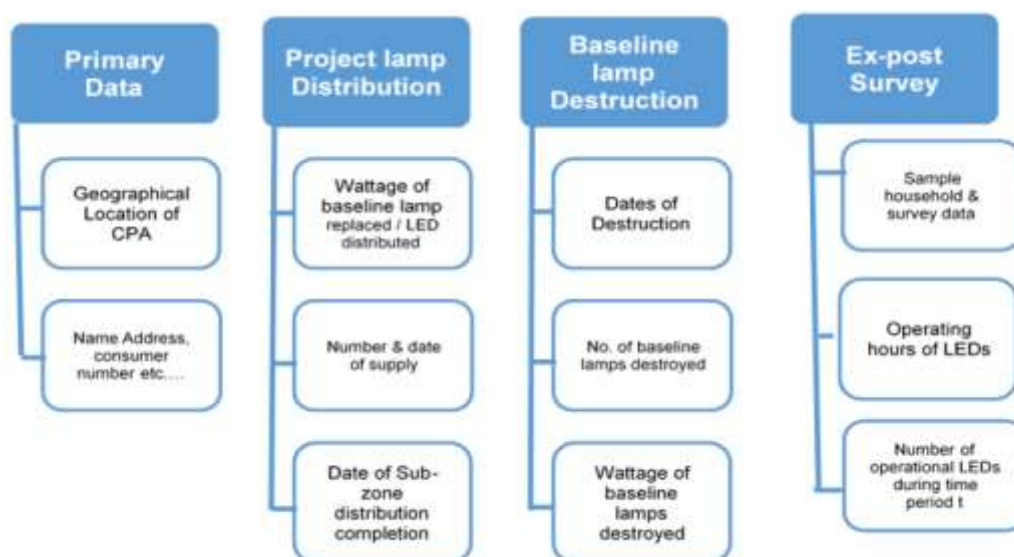 Primary
Data
Geographical
Location of
CPA
Name Address,
consumer
number etc....
Project lamp
Distribution
Wattage of
baseline lamp
replaced / LED
distributed
Number & date
of supply
Date of Sub-
zone
distribution
completion
Baseline
lamp
Destruction
Dates of
Destruction
No. of baseline
lamps destroyed
Wattage of
baseline
lamps
destroyed
Ex-post
Survey
Sample
household &
survey data
Operating
hours of LEDs
Number of
operational LEDs
during time
period t